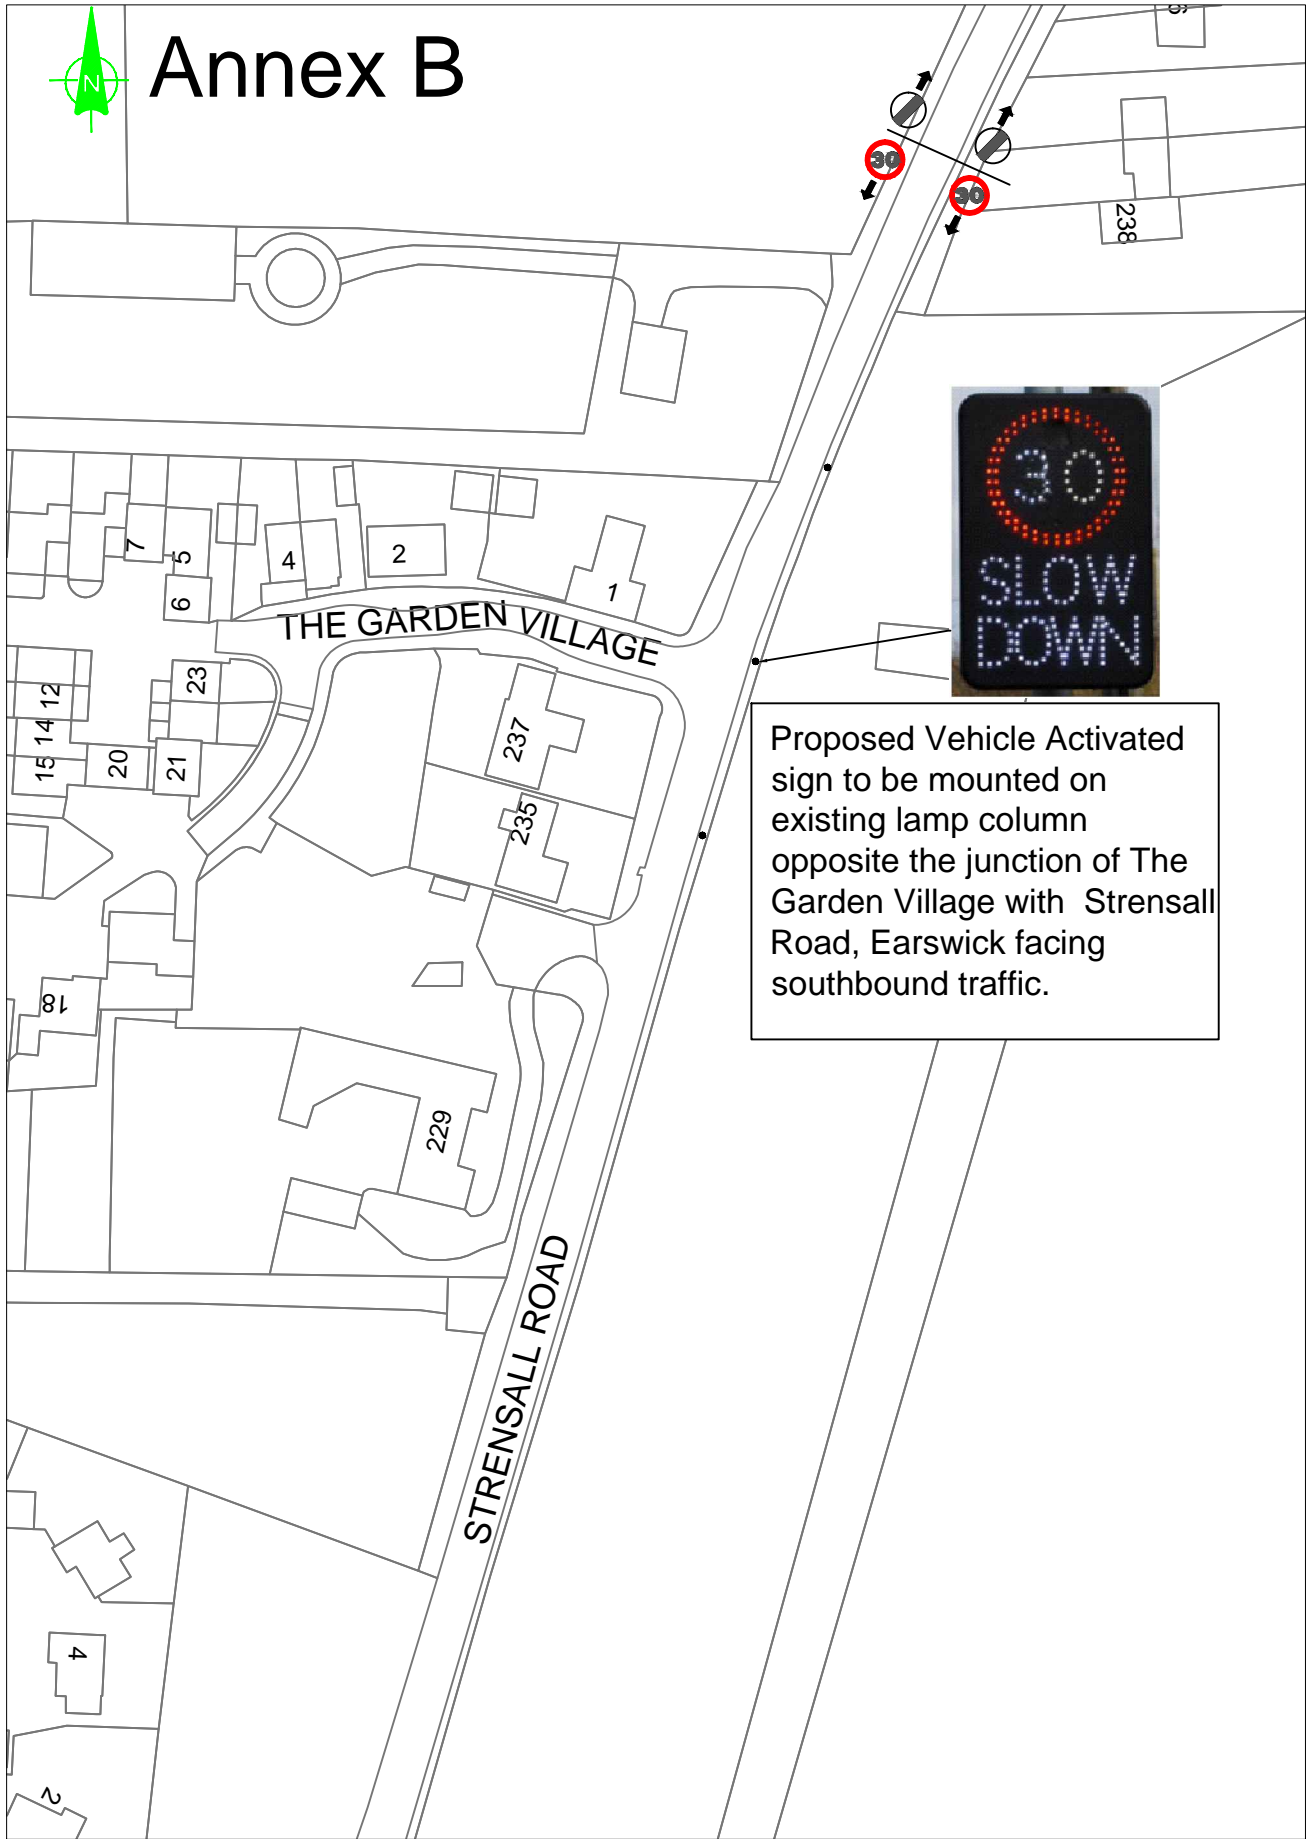 N
Annex B
6
30
30
238
30
SLOW
DOWN
7
5
6
4
2
1
THE GARDEN VILLAGE
12
14
15
20
21
23
237
235
Proposed Vehicle Activated
sign to be mounted on
existing lamp column
opposite the junction of The
Garden Village with Strensall
Road, Earswick facing
southbound traffic.
18
229
STRENSALL ROAD
4
2